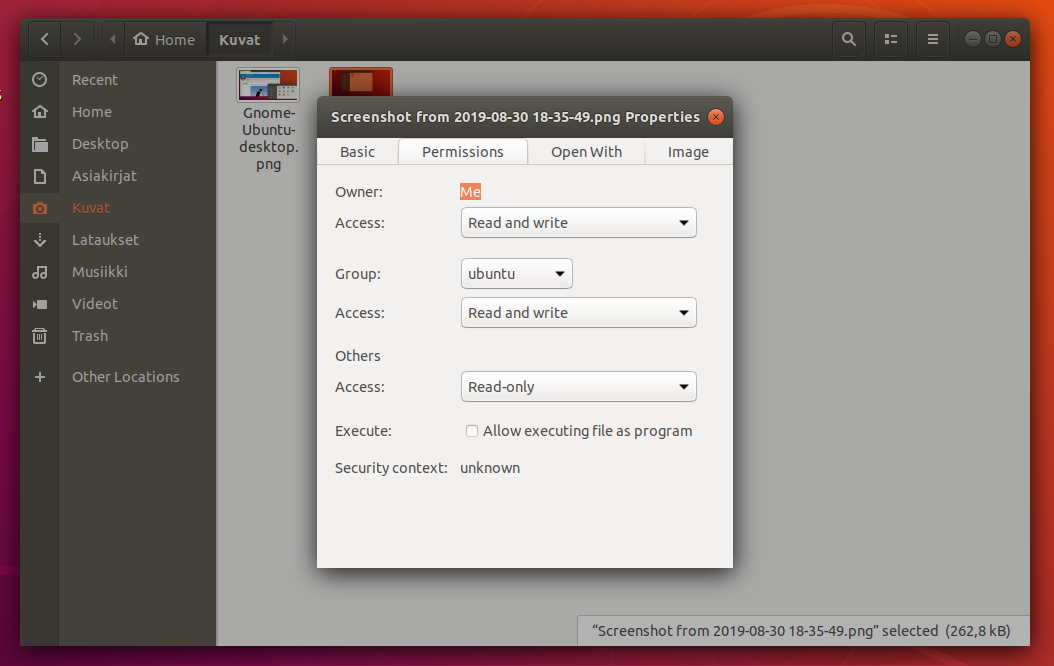 Home
Kuvat
Recent
Home
Desktop
Asiakirjat
Kuvat
Lataukset
Musiikki
Videot
Trash
Other Locations
Gnome-
Ubuntu-
desktop.
png
Screenshot from 2019-08-30 18-35-49.png Properties
Basic
Permissions
Open With
Image
Owner: Me
Access: Read and write
Group: ubuntu
Access: Read and write
Others
Access: Read-only
Execute: Allow executing file as program
Security context: unknown
“Screenshot from 2019-08-30 18-35-49.png” selected (262,8 kB)